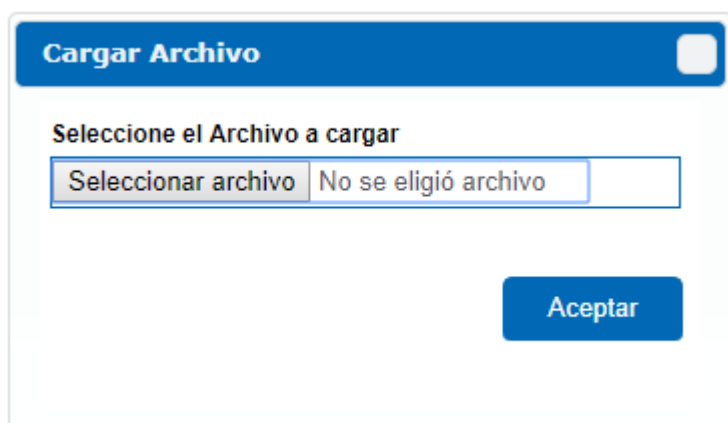 Cargar Archivo
Seleccione el Archivo a cargar
Seleccionar archivo No se eligió archivo
Aceptar